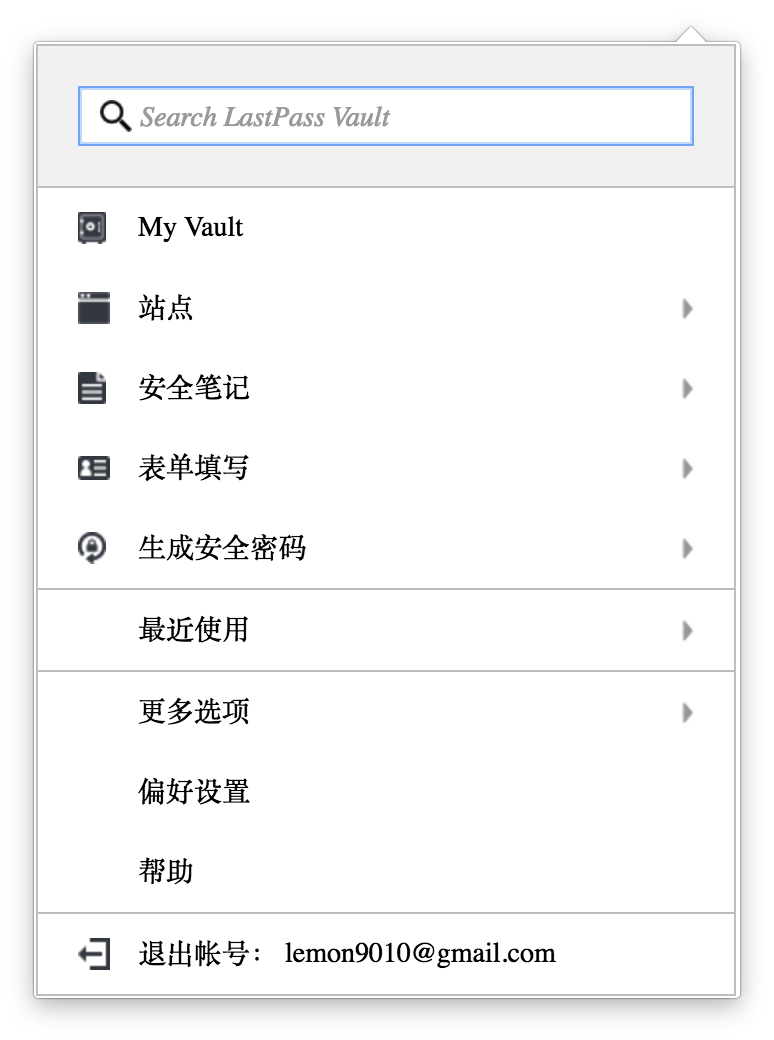 Search LastPass Vault
My Vault
站点
安全笔记
表单填写
生成安全密码
最近使用
更多选项
偏好设置
帮助
退出帐号： lemon9010@gmail.com